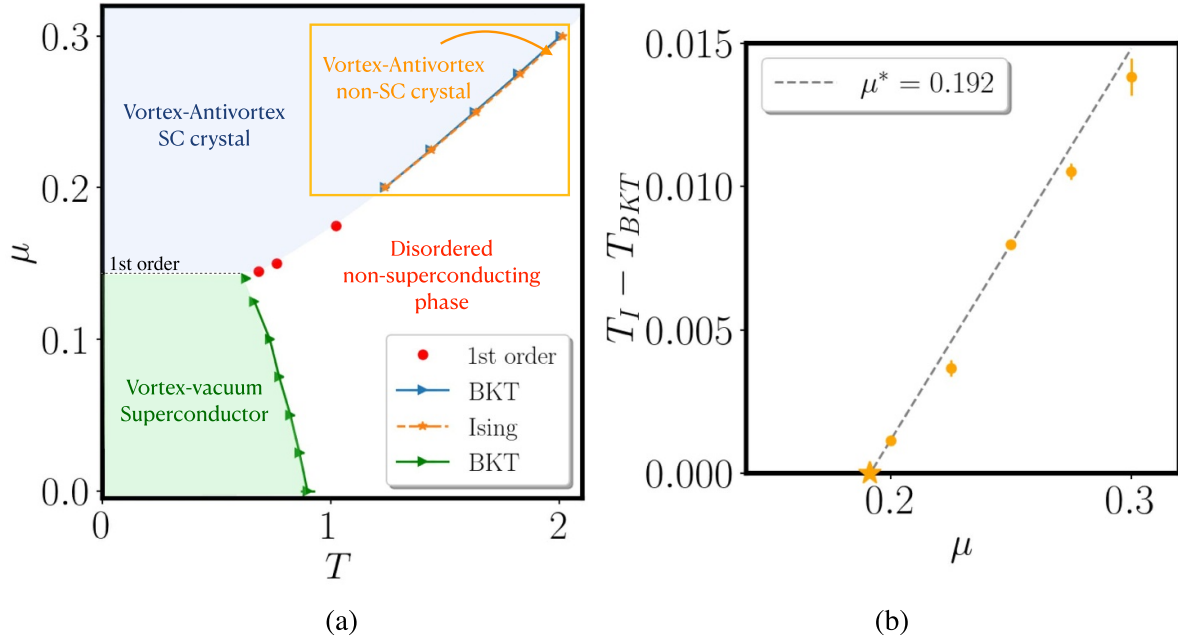 0.3
0.2
0.1
0.0
μ
0
1
2
T
Vortex-Antivortex
SC crystal
Vortex-Antivortex
non-SC crystal
1st order
Disordered
non-superconducting
phase
Vortex-vacuum
Superconductor
1st order
BKT
Ising
BKT
(a)
0.015
0.010
0.005
0.000
T_I − T_{BKT}
μ* = 0.192
0.2
0.3
μ
(b)